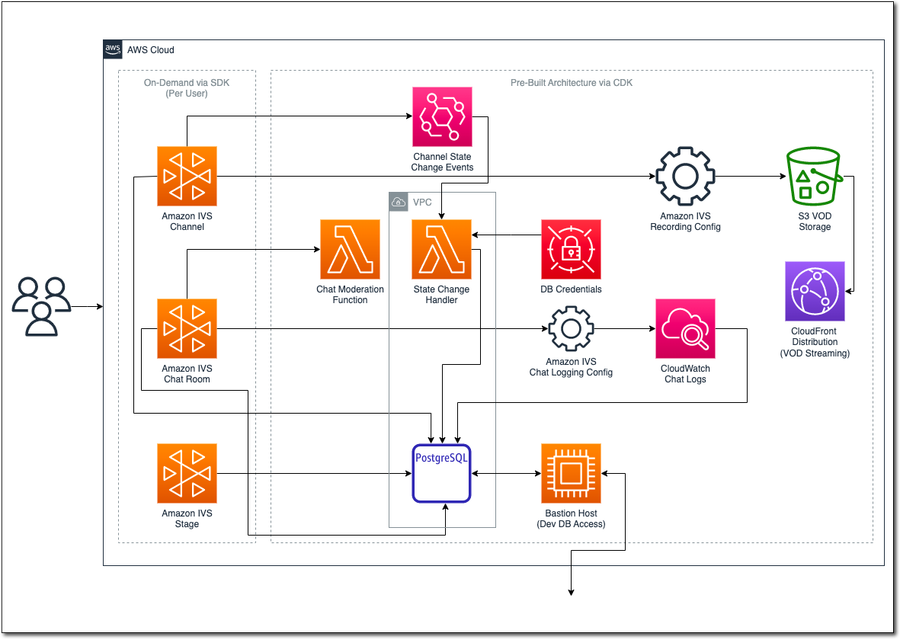 aws
AWS Cloud
On-Demand via SDK
(Per User)
Pre-Built Architecture via CDK
Channel State
Change Events
Amazon IVS
Channel
Amazon IVS
Recording Config
S3 VOD
Storage
VPC
Chat Moderation
Function
State Change
Handler
DB Credentials
CloudFront
Distribution
(VOD Streaming)
Amazon IVS
Chat Room
Amazon IVS
Chat Logging Config
CloudWatch
Chat Logs
PostgreSQL
Amazon IVS
Stage
Bastion Host
(Dev DB Access)